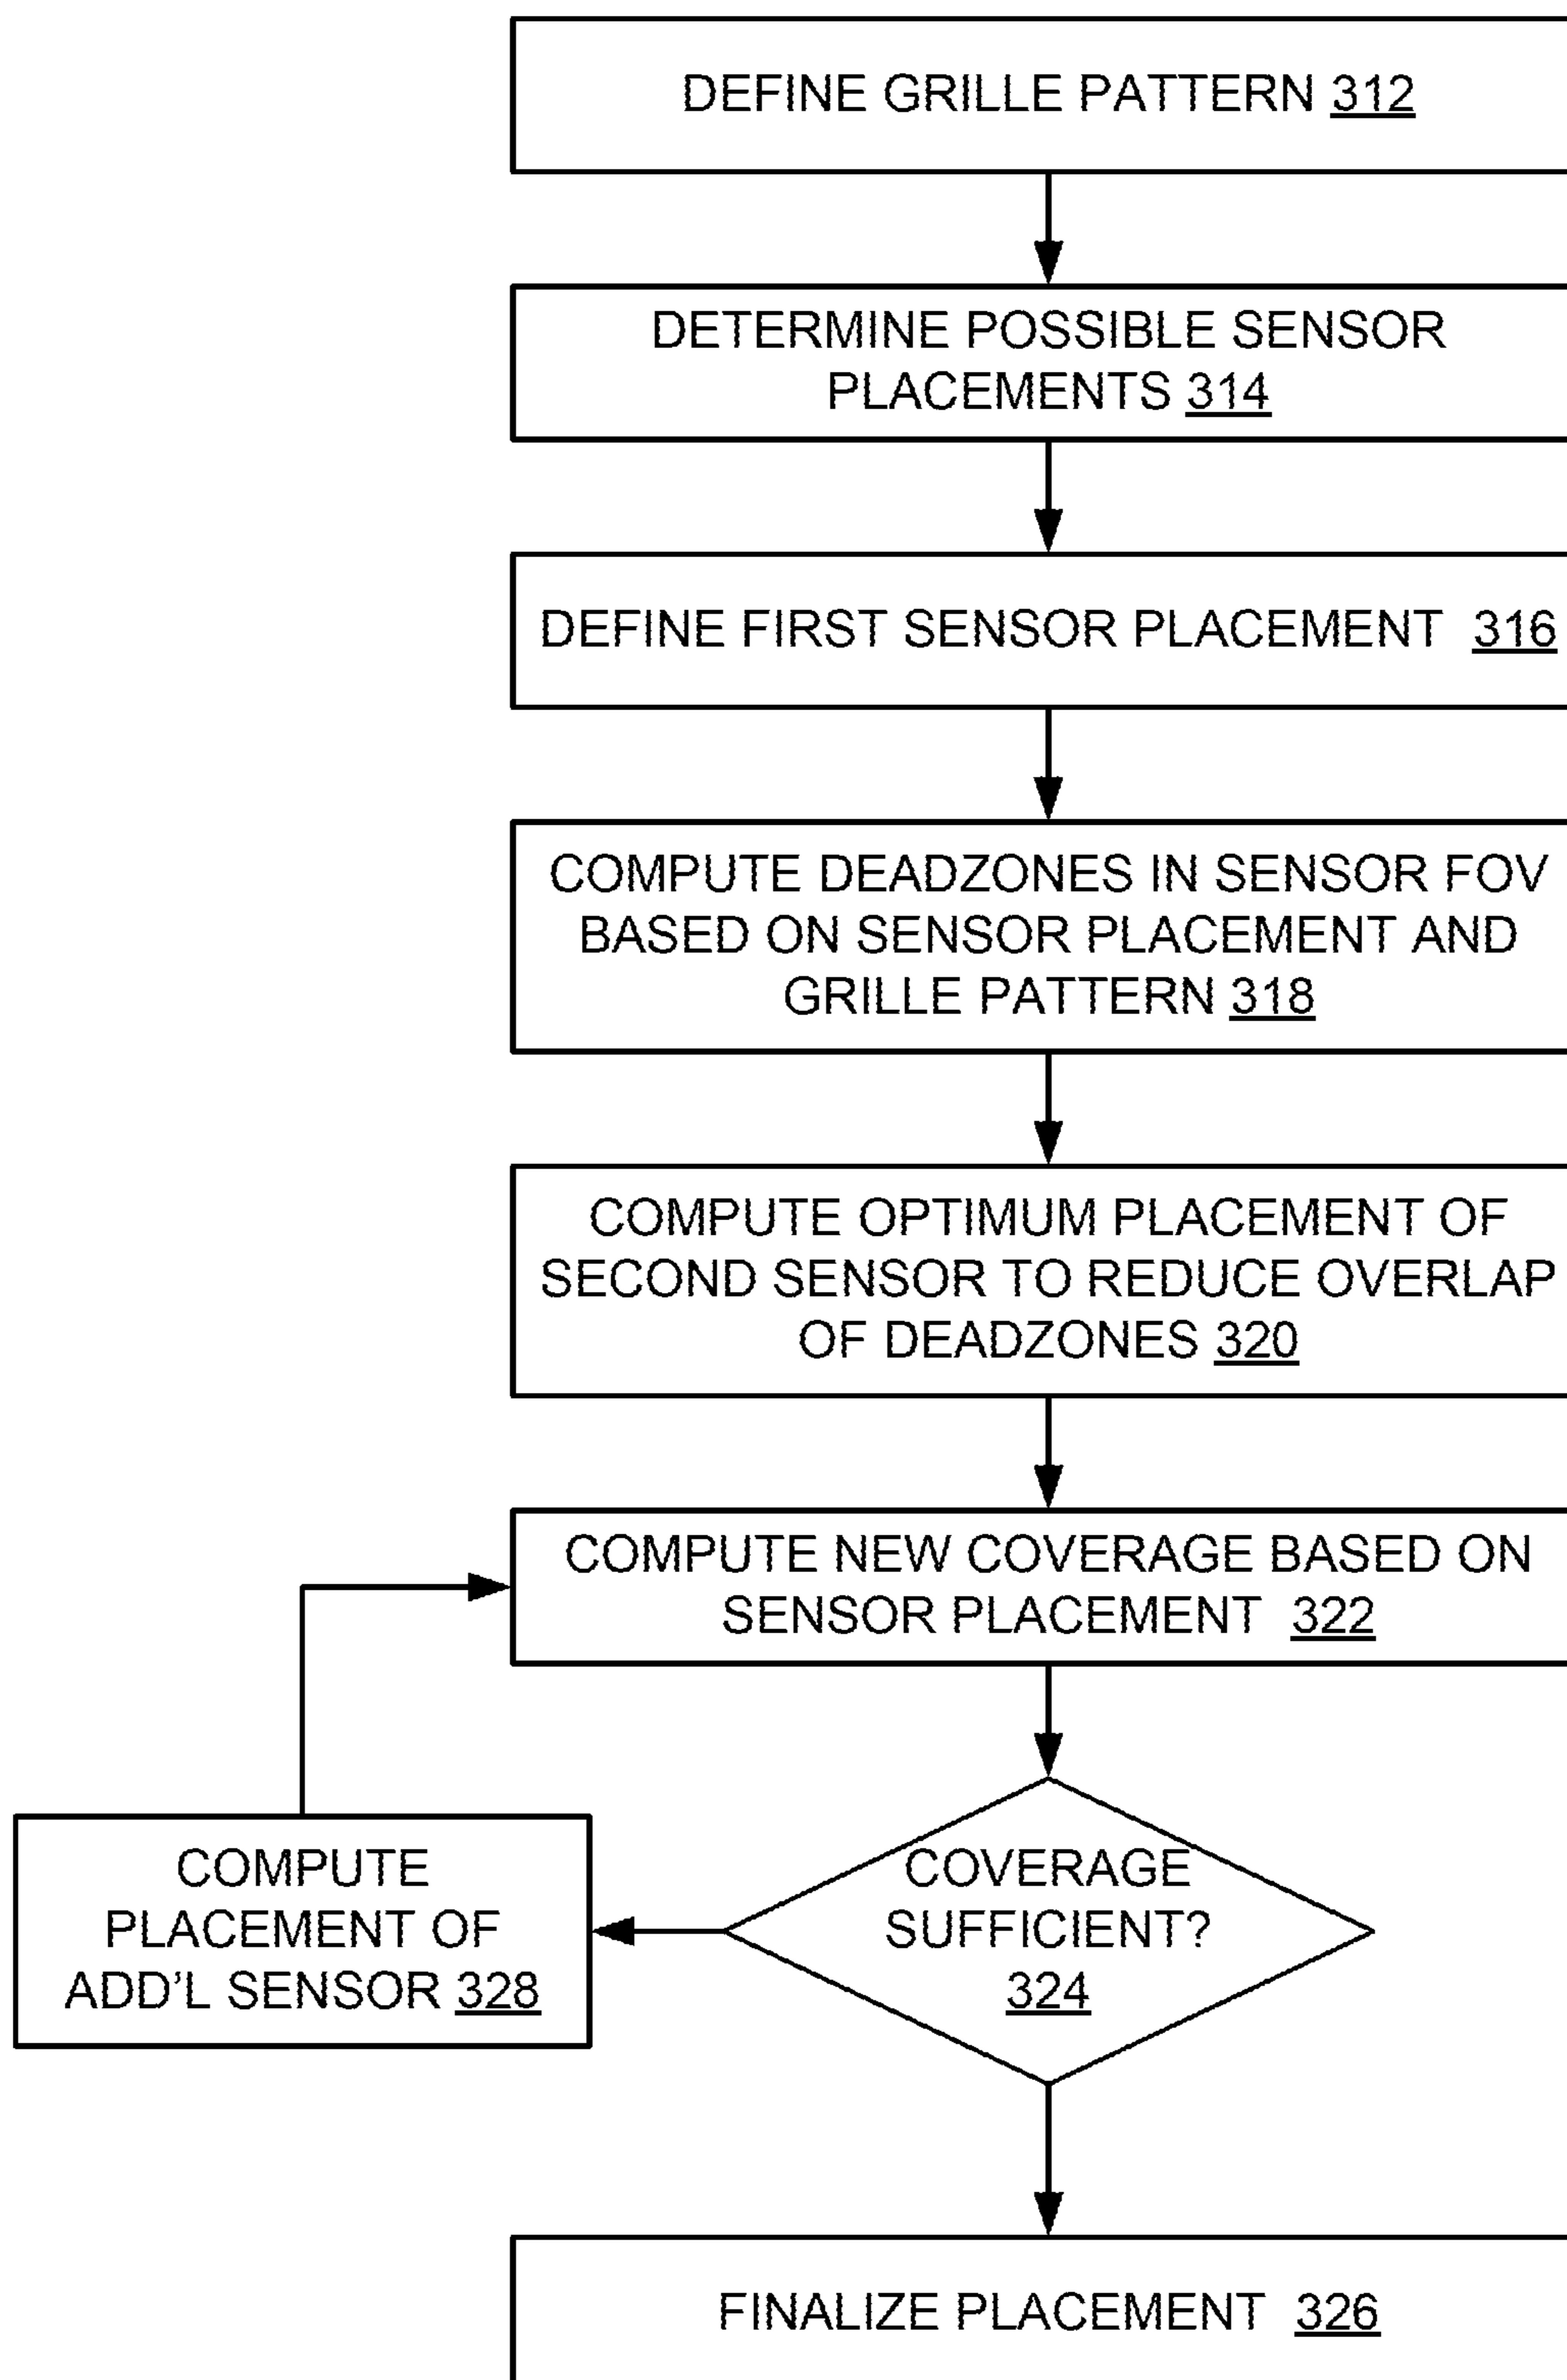 DEFINE GRILLE PATTERN 312
DETERMINE POSSIBLE SENSOR
PLACEMENTS 314
DEFINE FIRST SENSOR PLACEMENT 316
COMPUTE DEADZONES IN SENSOR FOV
BASED ON SENSOR PLACEMENT AND
GRILLE PATTERN 318
COMPUTE OPTIMUM PLACEMENT OF
SECOND SENSOR TO REDUCE OVERLAP
OF DEADZONES 320
COMPUTE NEW COVERAGE BASED ON
SENSOR PLACEMENT 322
COVERAGE
SUFFICIENT?
324
COMPUTE
PLACEMENT OF
ADD'L SENSOR 328
FINALIZE PLACEMENT 326